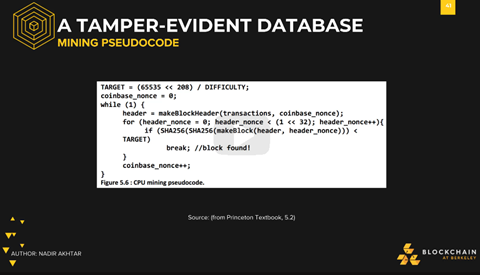 A TAMPER-EVIDENT DATABASE
MINING PSEUDOCODE
TARGET = (65535 << 208) / DIFFICULTY;
coinbase_nonce = 0;
while (1) {
header = makeBlockHeader(transactions, coinbase_nonce);
for (header_nonce = 0; header_nonce < (1 << 32); header_nonce++){
if (SHA256(SHA256(makeBlock(header, header_nonce))) <
TARGET)
break; //block found!
}
coinbase_nonce++;
}
Figure 5.6 : CPU mining pseudocode.
Source: (from Princeton Textbook, 5.2)
AUTHOR: NADIR AKHTAR
BLOCKCHAIN
AT BERKELEY